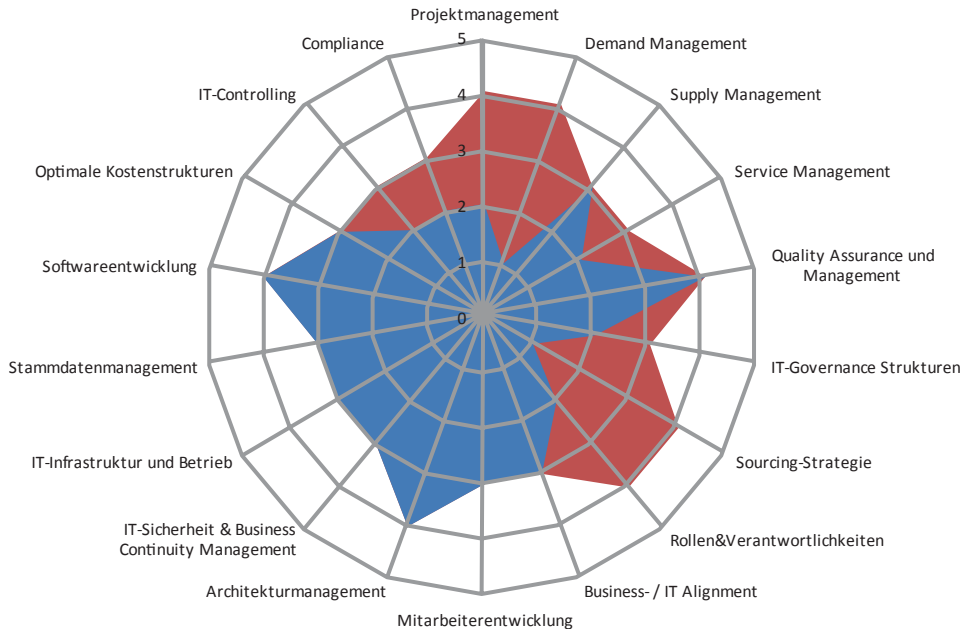 Projektmanagement
Demand Management
Supply Management
Service Management
Quality Assurance und
Management
IT-Governance Strukturen
Sourcing-Strategie
Rollen&Verantwortlichkeiten
Business- / IT Alignment
Mitarbeiterentwicklung
Architekturmanagement
IT-Sicherheit & Business
Continuity Management
IT-Infrastruktur und Betrieb
Stammdatenmanagement
Softwareentwicklung
Optimale Kostenstrukturen
IT-Controlling
Compliance
5
4
3
2
1
0